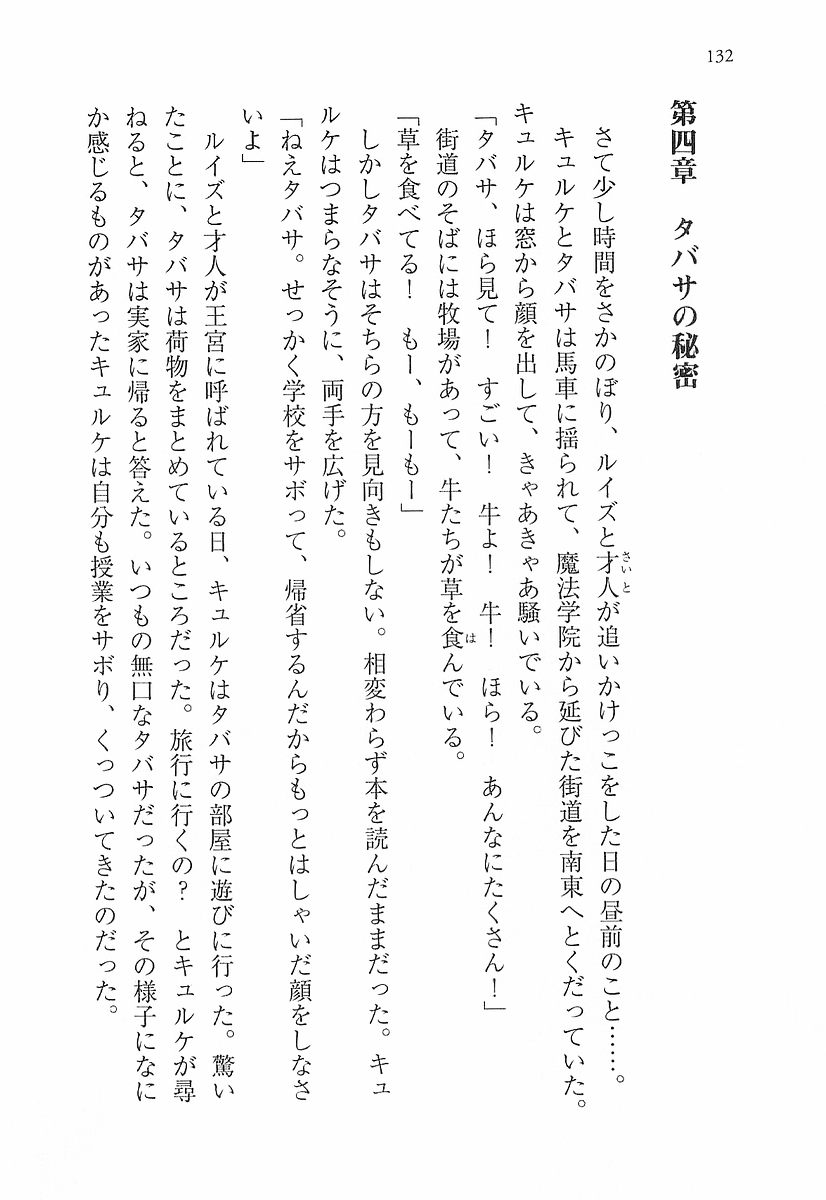 132
第四章　タバサの秘密
さて少し時間をさかのぼり、ルイズと才人が追いかけっこをした日の昼前のこと……。
キュルケとタバサは馬車に揺られて、魔法学院から延びた街道を南東へとくだっていた。
キュルケは窓から顔を出して、きゃあきゃあ騒いでいる。
「タバサ、ほら見て！　すごい！　牛よ！　牛！　ほら！　あんなにたくさん！」
街道のそばには牧場があって、牛たちが草を食んでいる。
「草を食べてる！　もー、もーもー」
しかしタバサはそちらの方を見向きもしない。相変わらず本を読んだままだった。キュ
ルケはつまらなそうに、両手を広げた。
「ねえタバサ。せっかく学校をサボって、帰省するんだからもっとはしゃいだ顔をしなさ
いよ」
ルイズと才人が王宮に呼ばれている日、キュルケはタバサの部屋に遊びに行った。驚い
たことに、タバサは荷物をまとめているところだった。旅行に行くの？　とキュルケが尋
ねると、タバサは実家に帰ると答えた。いつもの無口なタバサだったが、その様子になに
か感じるものがあったキュルケは自分も授業をサボり、くっついてきたのだった。